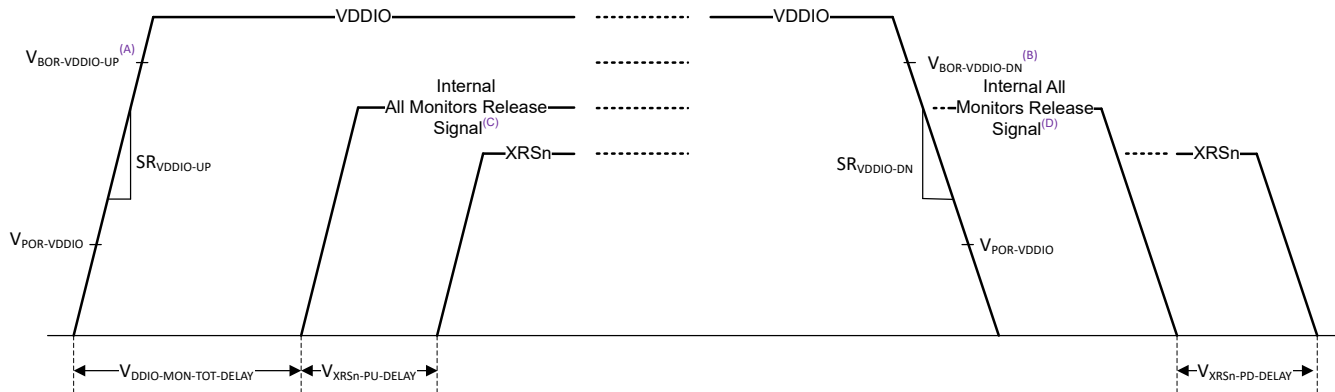 VDDIO
VDDIO
VBOR-VDDIO-UP(A)
VBOR-VDDIO-DN(B)
Internal
All Monitors Release
Signal(C)
Internal All
Monitors Release
Signal(D)
XRSn
XRSn
SRVDDIO-UP
SRVDDIO-DN
VPOR-VDDIO
VPOR-VDDIO
VDDIO-MON-TOT-DELAY
VXRSn-PU-DELAY
VXRSn-PD-DELAY